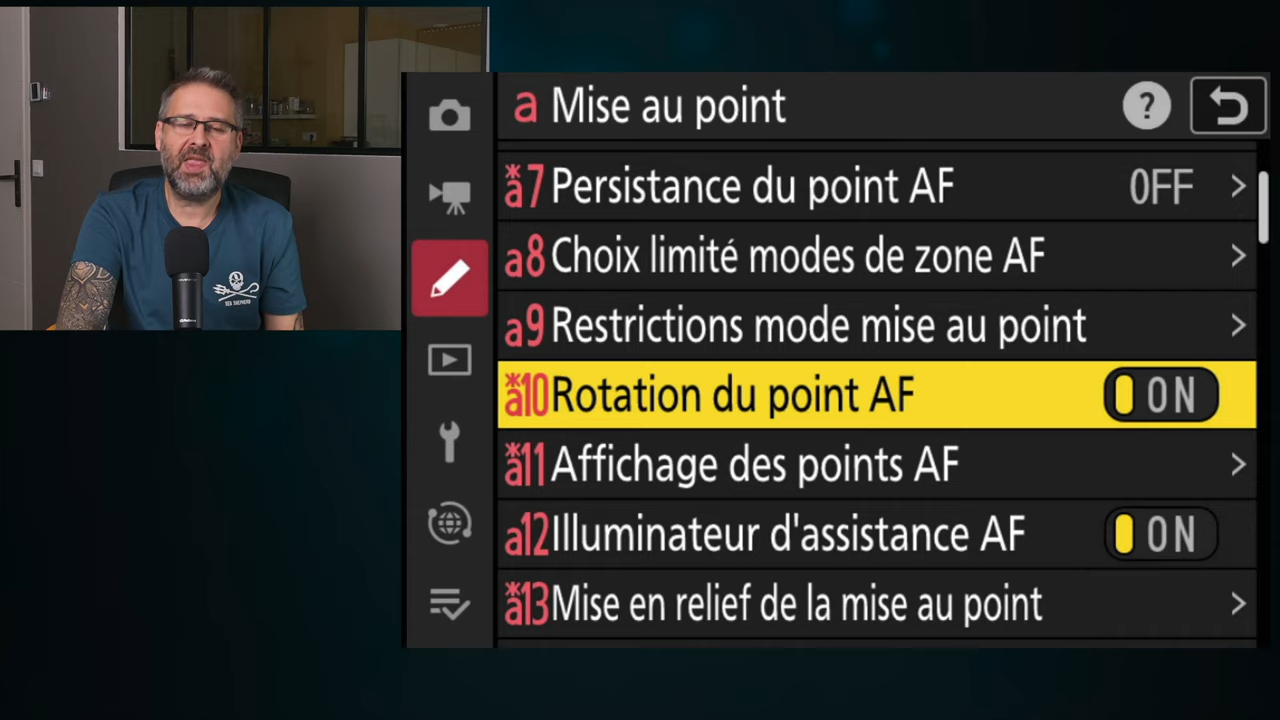 a Mise au point ?
*a7 Persistance du point AF OFF >
a8 Choix limité modes de zone AF >
a9 Restrictions mode mise au point >
*a10 Rotation du point AF ON
*a11 Affichage des points AF >
a12 Illuminateur d'assistance AF ON
*a13 Mise en relief de la mise au point >
SEA SHEPHERD